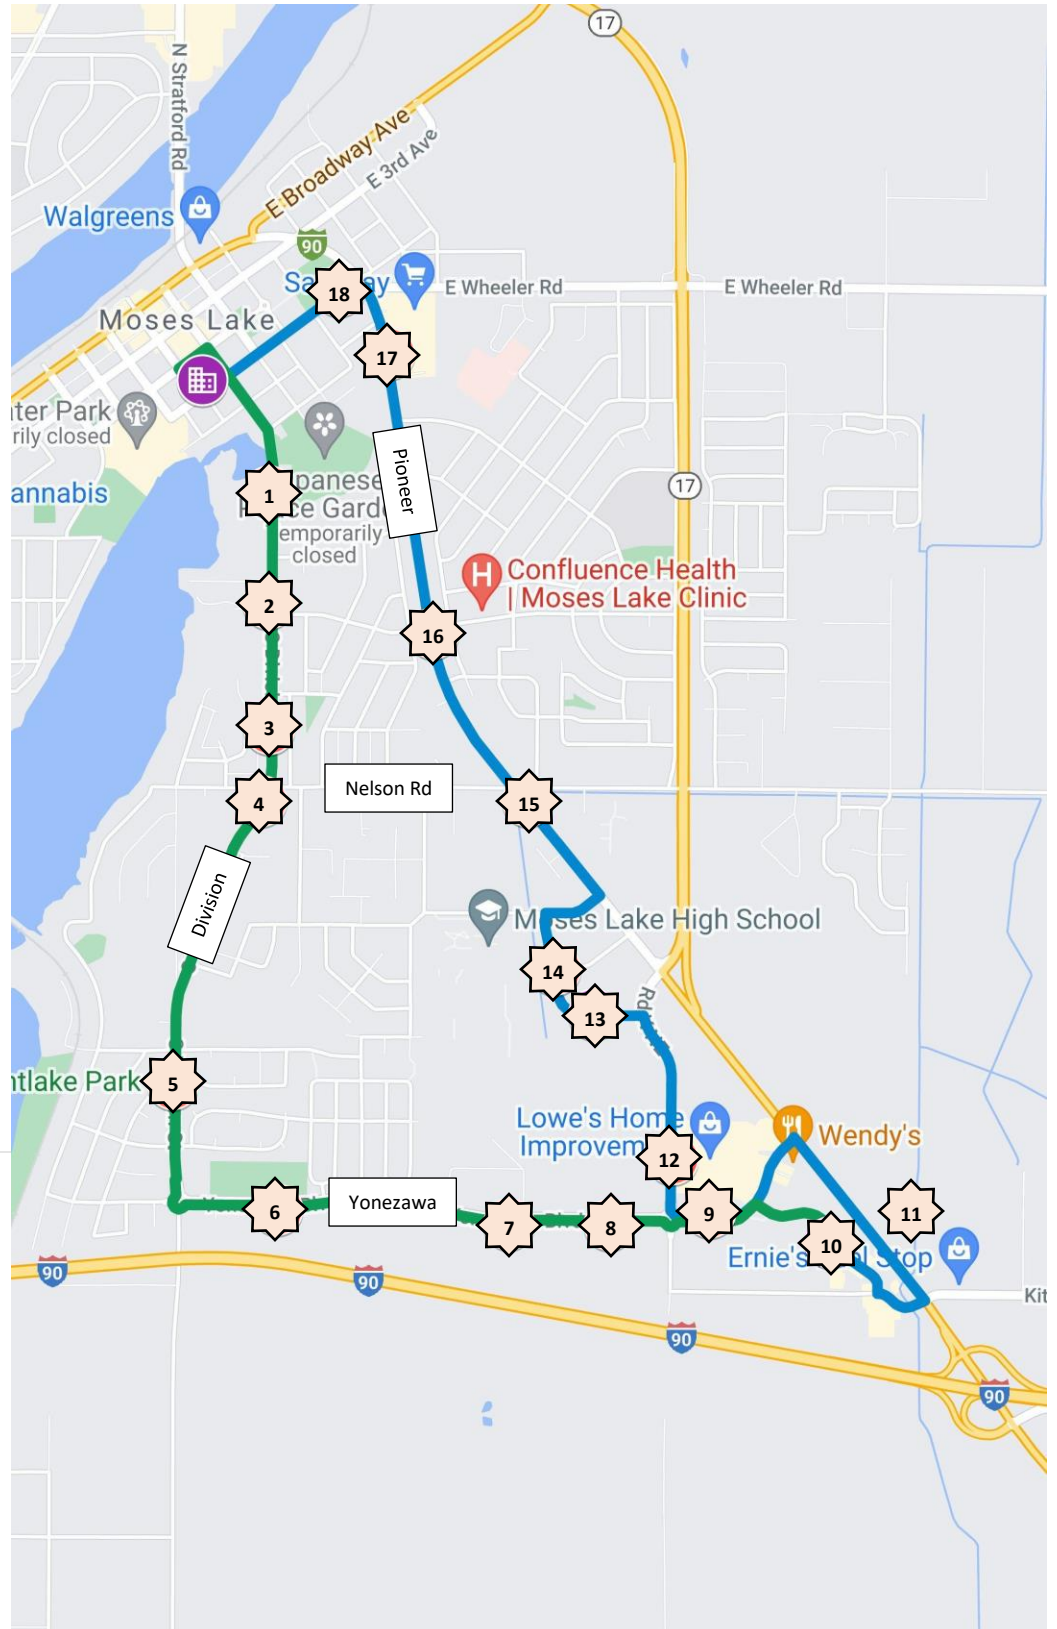 17
N Stratford Rd
E Broadway Ave
E 3rd Ave
Walgreens
90
E Wheeler Rd
E Wheeler Rd
18
Moses Lake
17
ter Park
rily closed
Pioneer
17
annabis
1
panese
ce Gard
emporarily
closed
Confluence Health
| Moses Lake Clinic
2
16
3
Nelson Rd
4
15
Division
Moses Lake High School
14
Rd
13
5
ntlake Park
Lowe's Home
Improvem
Wendy's
12
6
Yonezawa
7
8
9
11
10
Ernie's
l Stop
90
90
Kit
90
90